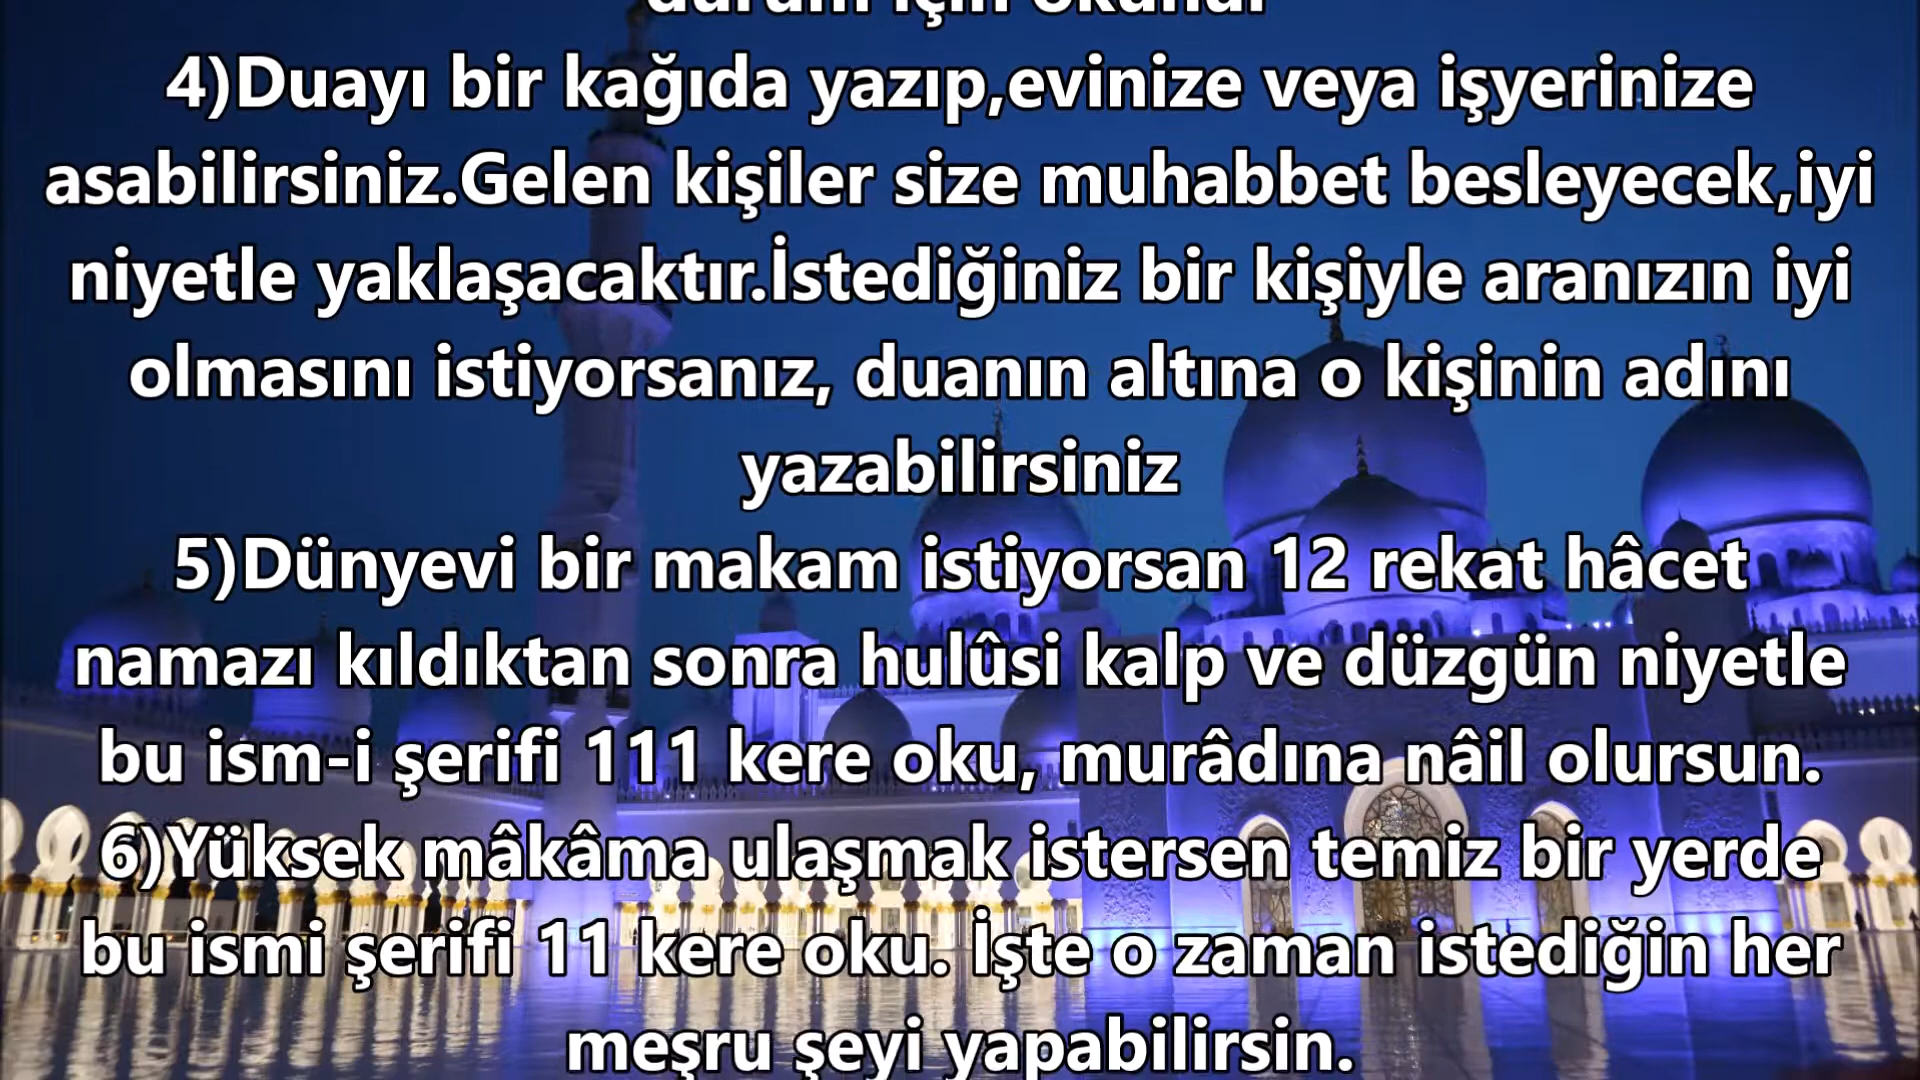 durum için okunur
4)Duayı bir kağıda yazıp,evinize veya işyerinize
asabilirsiniz.Gelen kişiler size muhabbet besleyecek,iyi
niyetle yaklaşacaktır.İstediğiniz bir kişiyle aranızın iyi
olmasını istiyorsanız, duanın altına o kişinin adını
yazabilirsiniz
5)Dünyevi bir makam istiyorsan 12 rekat hâcet
namazı kıldıktan sonra hulûsi kalp ve düzgün niyetle
bu ism-i şerifi 111 kere oku, murâdına nâil olursun.
6)Yüksek mâkâma ulaşmak istersen temiz bir yerde
bu ismi şerifi 11 kere oku. İşte o zaman istediğin her
meşru şeyi yapabilirsin.